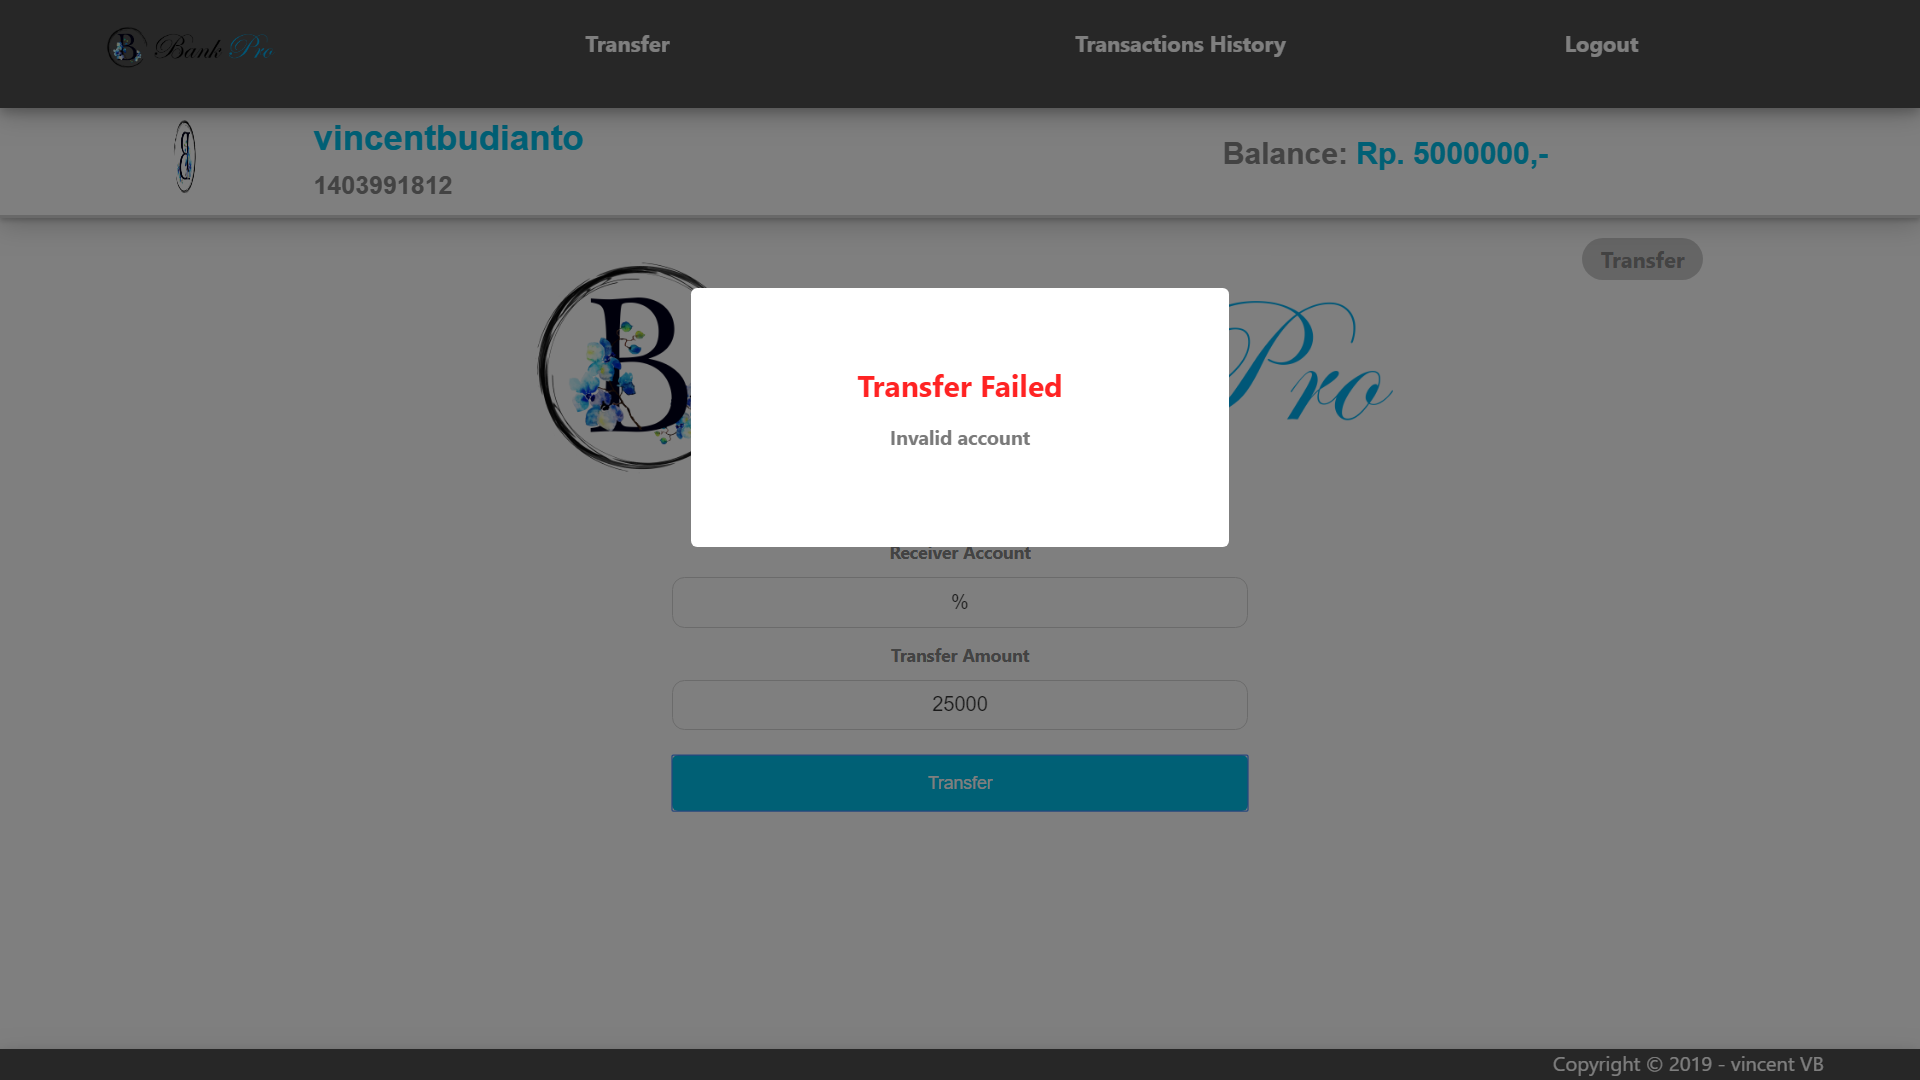 B Bank Pro
Transfer
Transactions History
Logout
B
vincentbudianto
1403991812
Balance: Rp. 5000000,-
Transfer
B Pro
Transfer Failed
Invalid account
Receiver Account
%
Transfer Amount
25000
Transfer
Copyright © 2019 - vincent VB